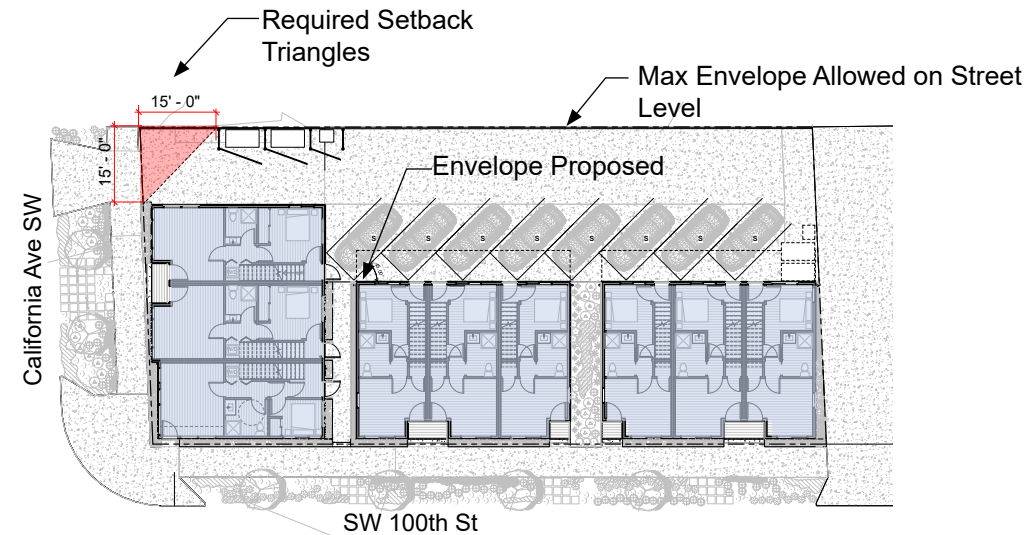 Required Setback
Triangles
15' - 0"
Max Envelope Allowed on Street
Level
15' - 0"
Envelope Proposed
California Ave SW
S
S
S
S
S
S
S
S
SW 100th St